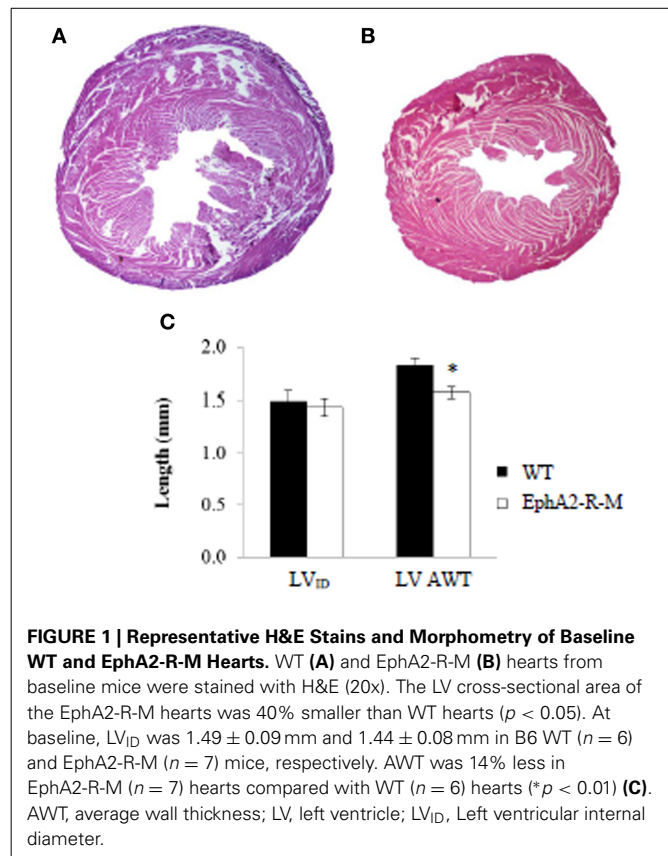 A
B
C
2.0
1.5
1.0
0.5
0.0
Length (mm)
*
WT
EphA2-R-M
LVID
LV AWT
FIGURE 1 | Representative H&E Stains and Morphometry of Baseline
WT and EphA2-R-M Hearts. WT (A) and EphA2-R-M (B) hearts from
baseline mice were stained with H&E (20x). The LV cross-sectional area of
the EphA2-R-M hearts was 40% smaller than WT hearts (p < 0.05). At
baseline, LVID was 1.49 ± 0.09 mm and 1.44 ± 0.08 mm in B6 WT (n = 6)
and EphA2-R-M (n = 7) mice, respectively. AWT was 14% less in
EphA2-R-M (n = 7) hearts compared with WT (n = 6) hearts (*p < 0.01) (C).
AWT, average wall thickness; LV, left ventricle; LVID, Left ventricular internal
diameter.